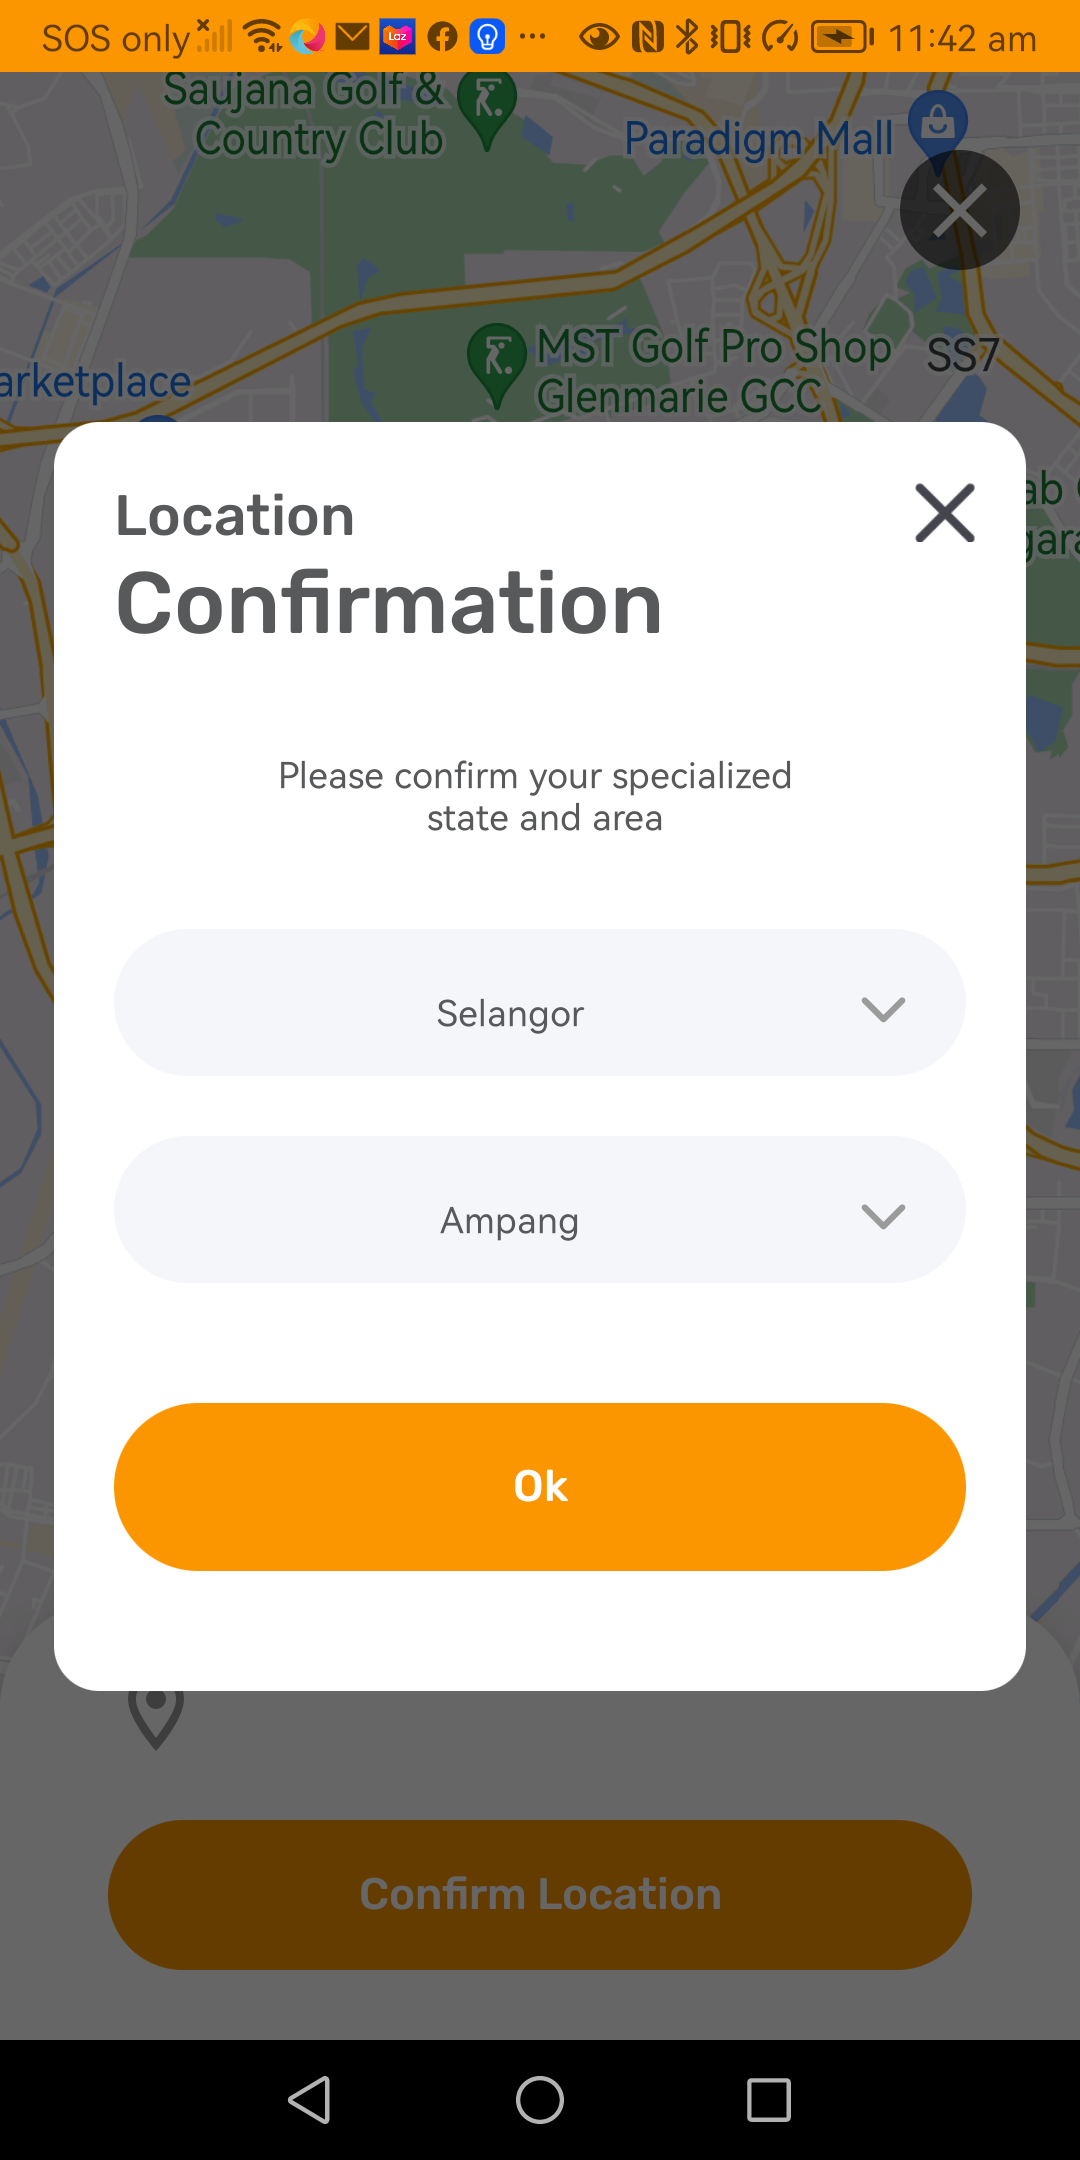 SOS only
Laz
11:42 am
Saujana Golf &
Country Club
Paradigm Mall
MST Golf Pro Shop
Glenmarie GCC
SS7
arketplace
ab
gara
Location
Confirmation
Please confirm your specialized
state and area
Selangor
Ampang
Ok
Confirm Location